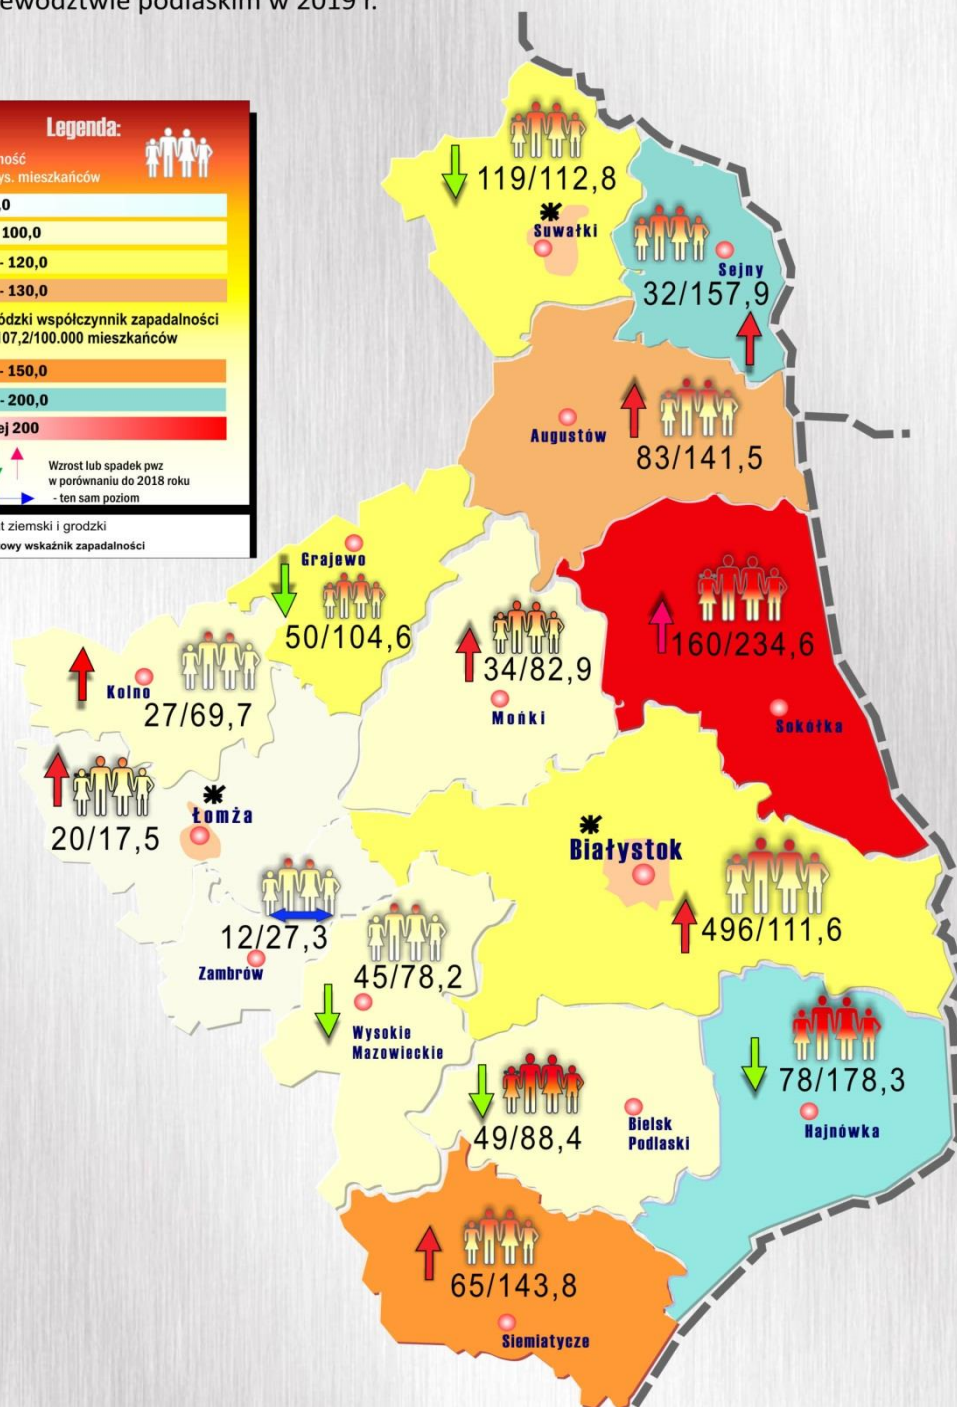 ewództwie podlaskim w 2019 r.
Legenda:
ność
ys. mieszkańców
,0
100,0
- 120,0
- 130,0
ódzki współczynnik zapadalności
107,2/100.000 mieszkańców
- 150,0
- 200,0
ej 200
Wzrost lub spadek pwz
w porównaniu do 2018 roku
- ten sam poziom
t ziemski i grodzki
towy wskaźnik zapadalności
119/112,8
Suwałki
Sejny
32/157,9
Augustów
83/141,5
Grajewo
50/104,6
160/234,6
Sokółka
34/82,9
Mońki
Kolno
27/69,7
20/17,5
Łomża
Białystok
496/111,6
12/27,3
Zambrów
45/78,2
Wysokie
Mazowieckie
78/178,3
Hajnówka
49/88,4
Bielsk
Podlaski
65/143,8
Siemiatycze